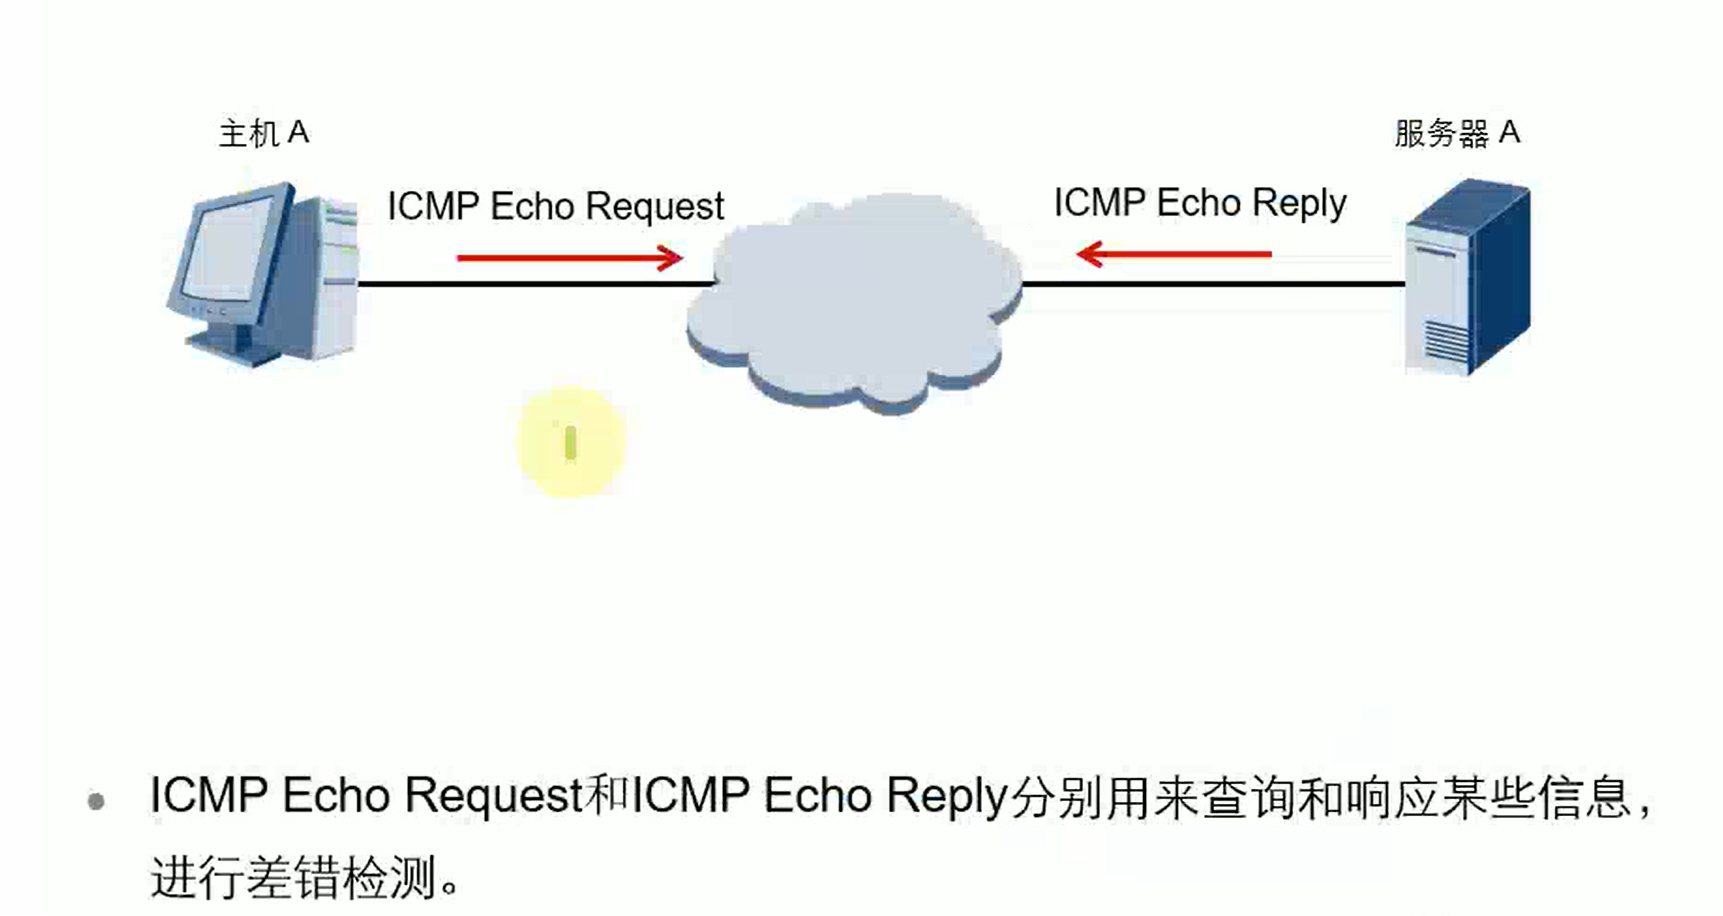 主机 A
服务器 A
ICMP Echo Request
ICMP Echo Reply
ICMP Echo Request和ICMP Echo Reply分别用来查询和响应某些信息，
进行差错检测。